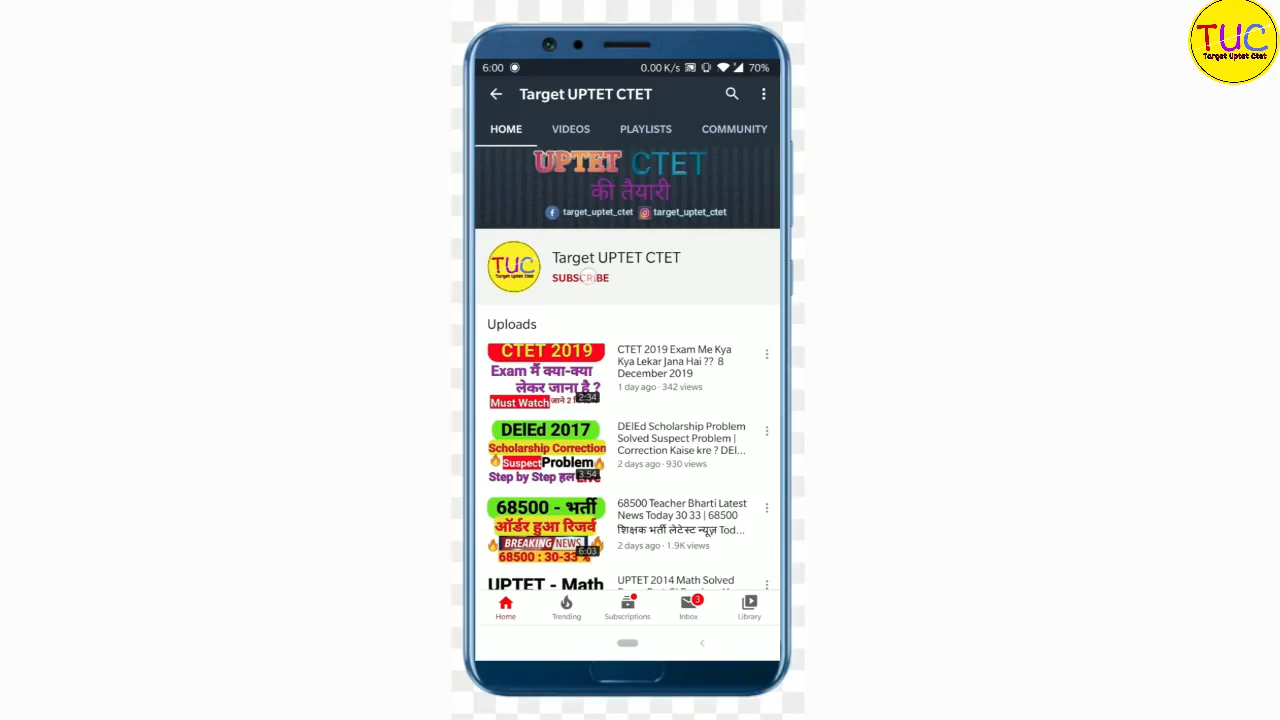 TUC
Target Uptet Ctet
6:00 0.00 K/s 70%
Target UPTET CTET
HOME VIDEOS PLAYLISTS COMMUNITY
UPTET CTET
की तैयारी
target_uptet_ctet target_uptet_ctet
TUC
Target Uptet Ctet
Target UPTET CTET
SUBSCRIBE
Uploads
CTET 2019
Exam मैं क्या-क्या
लेकर जाना है ?
Must Watch जाने 2
2:34
CTET 2019 Exam Me Kya
Kya Lekar Jana Hai ?? 8
December 2019
1 day ago · 342 views
DElEd 2017
Scholarship Correction
Suspect Problem
Step by Step हल Live
3:54
DElEd Scholarship Problem
Solved Suspect Problem |
Correction Kaise kre ? DEl...
2 days ago · 930 views
68500 - भर्ती
ऑर्डर हुआ रिजर्व
BREAKING NEWS
68500 : 30-33 %
6:03
68500 Teacher Bharti Latest
News Today 30 33 | 68500
शिक्षक भर्ती लेटेस्ट न्यूज़ Tod...
2 days ago · 1.9K views
UPTET - Math
UPTET 2014 Math Solved
Home Trending Subscriptions Inbox Library
3